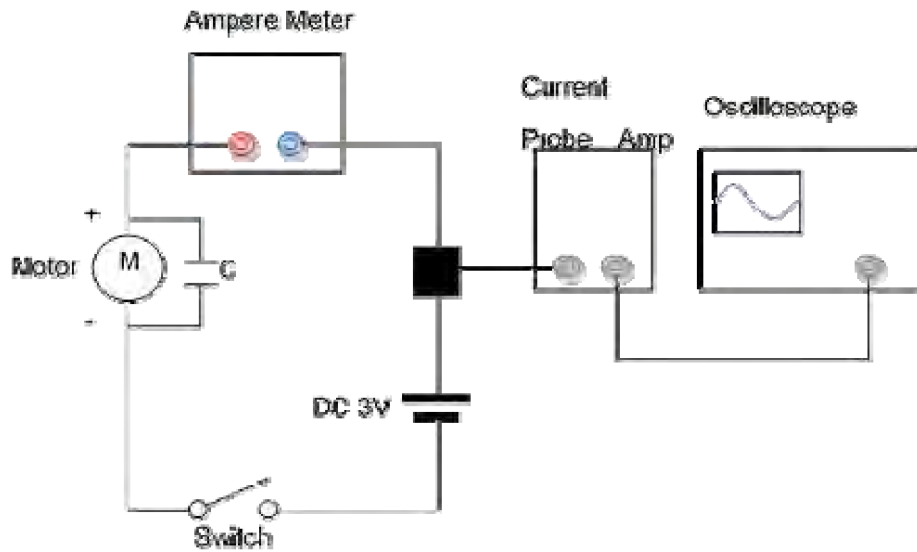 Ampere Meter
Current
Probe Amp
Oscilloscope
+
Motor
M
C
-
DC 3V
Switch